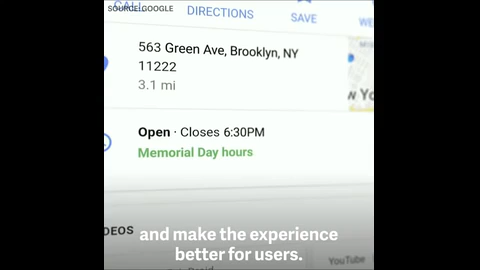 SOURCE: GOOGLE
CALL
DIRECTIONS
SAVE
563 Green Ave, Brooklyn, NY
11222
3.1 mi
Open · Closes 6:30PM
Memorial Day hours
and make the experience
better for users.
YouTube